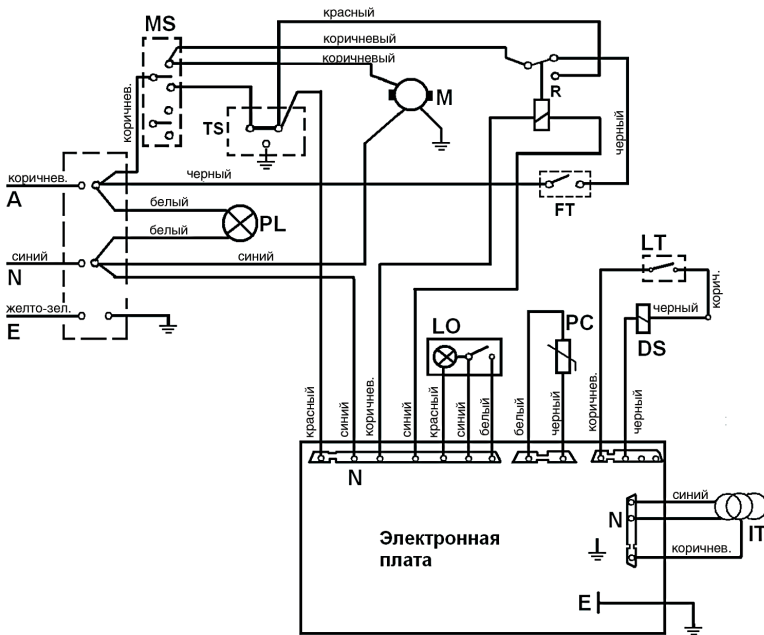 красный
MS
коричневый
коричневый
R
M
TS
коричнев.
черный
коричнев.
A
черный
FT
белый
PL
белый
LT
синий
N
синий
корич.
желто-зел.
E
черный
DS
LO
PC
красный
синий
коричнев.
синий
красный
синий
белый
белый
черный
коричнев.
черный
N
синий
N
IT
коричнев.
Электронная
плата
E